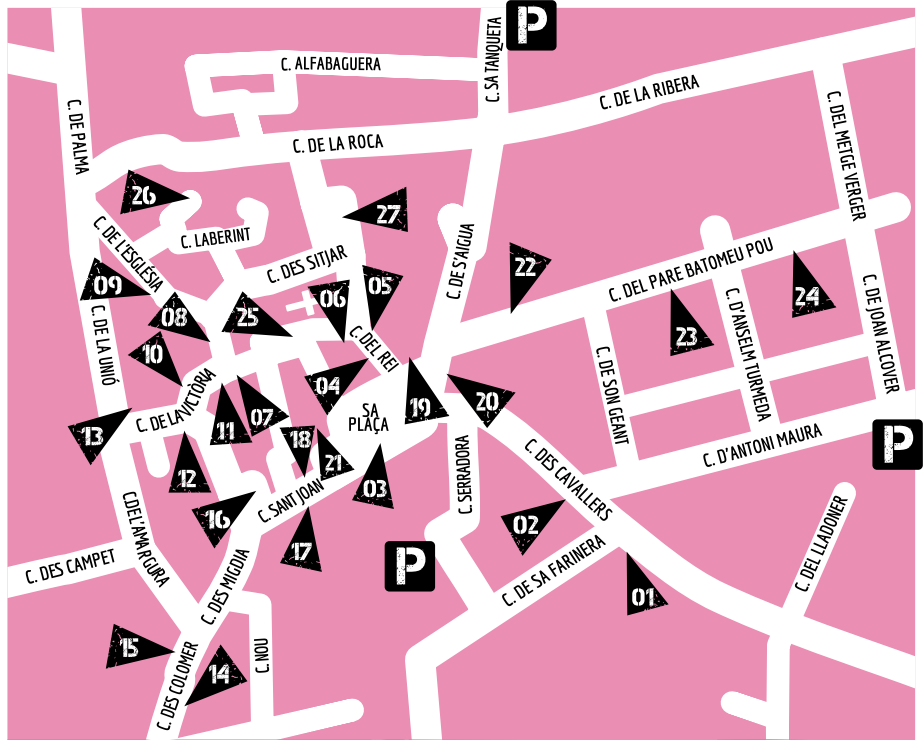 P
C. SA TANQUETA
C. ALFABAGUERA
C. DE LA RIBERA
C. DE PALMA
C. DE LA ROCA
C. DEL METGE VERGER
26
27
C. DE L'ESGLÉSIA
C. LABERINT
C. DES SITJAR
C. DE S'AIGUA
22
C. DEL PARE BATOMEU POU
09
05
06
24
08
25
23
C. DE LA UNIÓ
C. D'ANSELM TURMEDA
C. DE JOAN ALCOVER
10
C. DEL REI
C. DE SON GEANT
C. DE LA VICTÒRIA
04
19
20
SA
PLAÇA
13
11
07
18
21
12
03
C. SERRADORA
C. DES CAVALLERS
C. D'ANTONI MAURA
P
C. SANT JOAN
16
02
C.DE L'AMARGURA
17
P
C. DES CAMPET
C. DES MIGDIA
C. DE SA FARINERA
C. DEL LLADONER
01
15
14
C. NOU
C. DES COLOMER